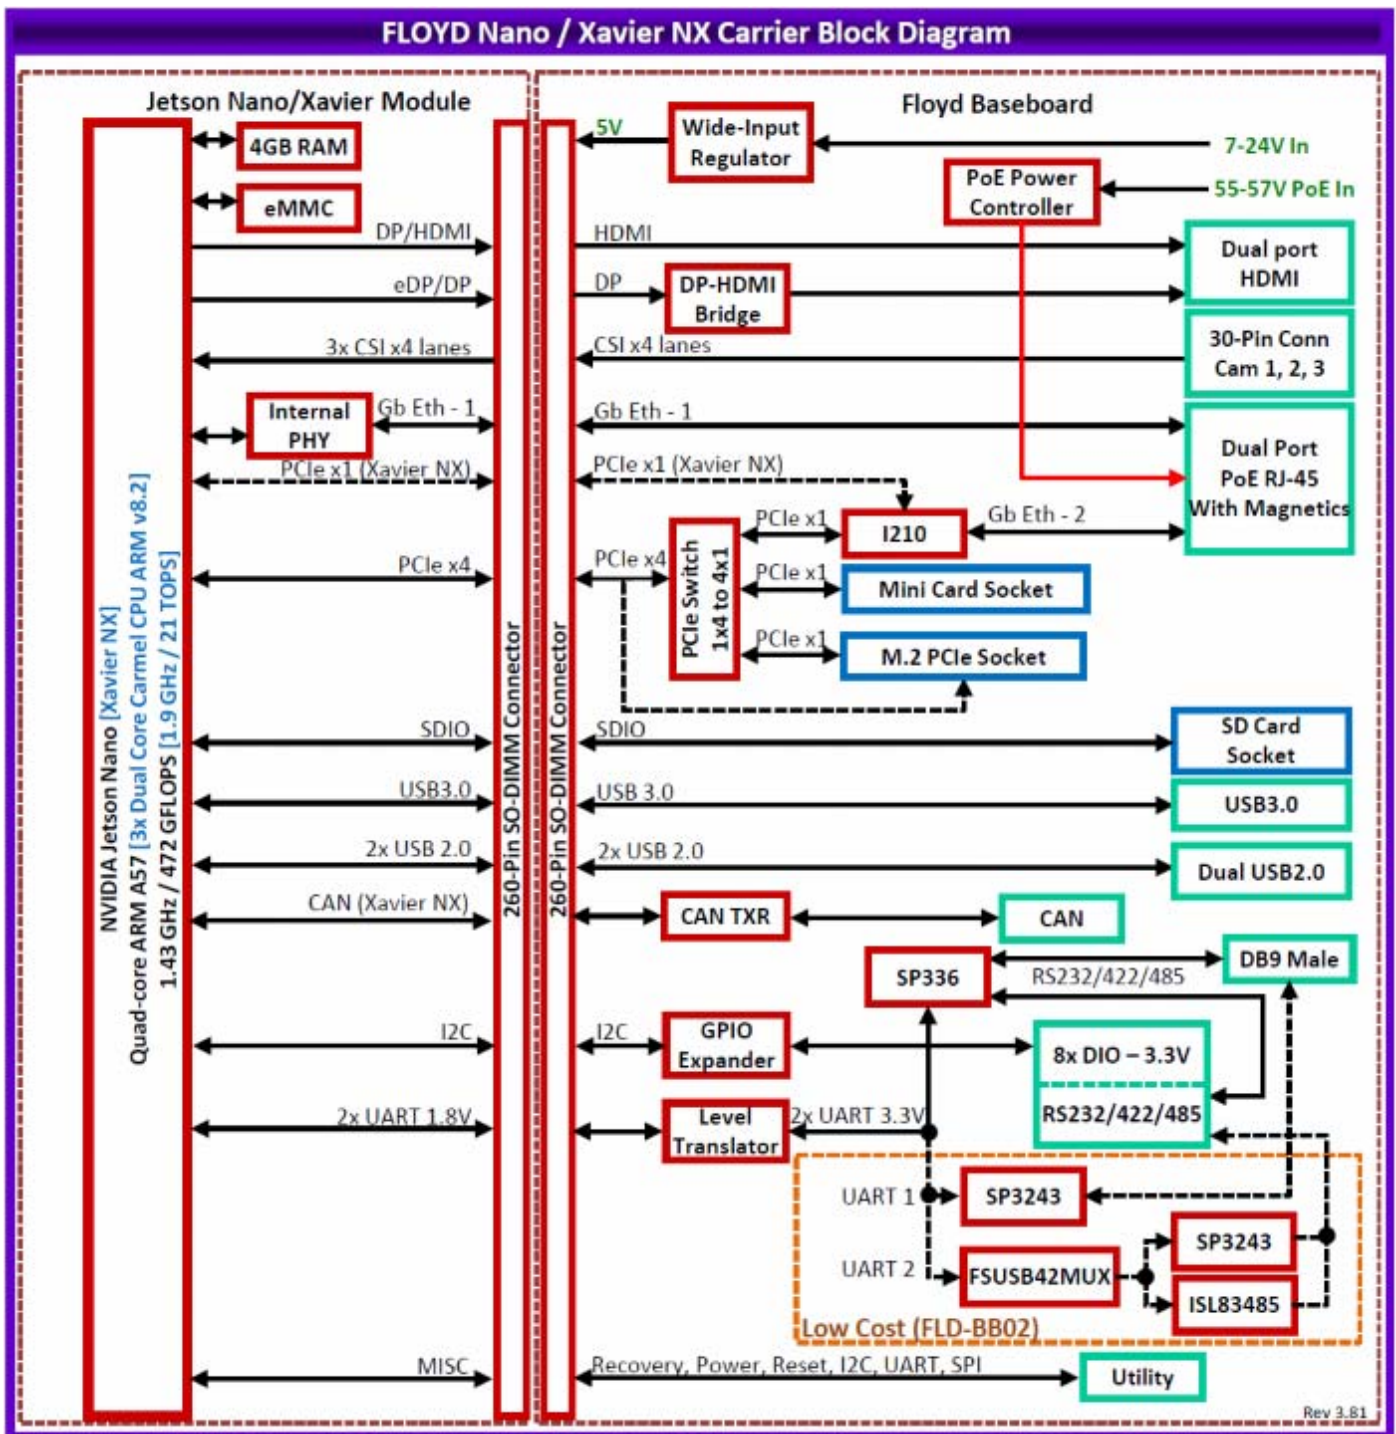 FLOYD Nano / Xavier NX Carrier Block Diagram
Jetson Nano/Xavier Module
Floyd Baseboard
NVIDIA Jetson Nano [Xavier NX]
Quad-core ARM A57 [3x Dual Core Carmel CPU ARM v8.2]
1.43 GHz / 472 GFLOPS [1.9 GHz / 21 TOPS]
4GB RAM
eMMC
DP/HDMI
eDP/DP
3x CSI x4 lanes
Internal
PHY
Gb Eth - 1
PCIe x1 (Xavier NX)
PCIe x4
SDIO
USB3.0
2x USB 2.0
CAN (Xavier NX)
I2C
2x UART 1.8V
MISC
260-Pin SO-DIMM Connector
260-Pin SO-DIMM Connector
5V
Wide-Input
Regulator
7-24V In
PoE Power
Controller
55-57V PoE In
HDMI
Dual port
HDMI
DP
DP-HDMI
Bridge
CSI x4 lanes
30-Pin Conn
Cam 1, 2, 3
Gb Eth - 1
Dual Port
PoE RJ-45
With Magnetics
PCIe x1 (Xavier NX)
PCIe x1
I210
Gb Eth - 2
PCIe x4
PCIe Switch
1x4 to 4x1
PCIe x1
Mini Card Socket
PCIe x1
M.2 PCIe Socket
SDIO
SD Card
Socket
USB 3.0
USB3.0
2x USB 2.0
Dual USB2.0
CAN TXR
CAN
SP336
RS232/422/485
DB9 Male
I2C
GPIO
Expander
8x DIO – 3.3V
RS232/422/485
Level
Translator
2x UART 3.3V
UART 1
SP3243
UART 2
FSUSB42MUX
SP3243
ISL83485
Low Cost (FLD-BB02)
Recovery, Power, Reset, I2C, UART, SPI
Utility
Rev 3.81